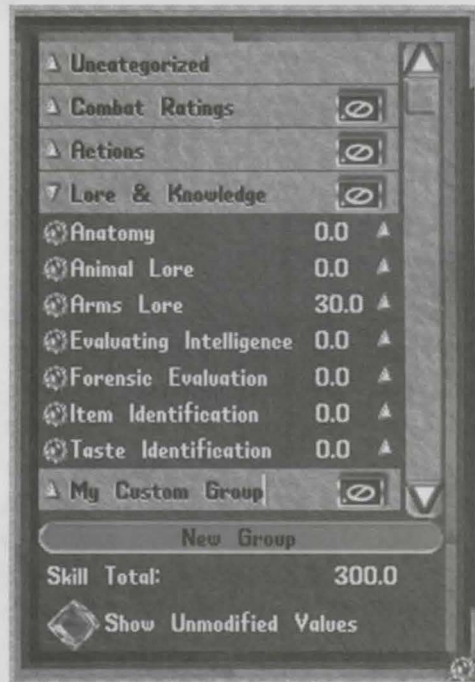 Uncategorized
Combat Ratings
Actions
Lore & Knowledge
Anatomy 0.0
Animal Lore 0.0
Arms Lore 30.0
Evaluating Intelligence 0.0
Forensic Evaluation 0.0
Item Identification 0.0
Taste Identification 0.0
My Custom Group
New Group
Skill Total: 300.0
Show Unmodified Values